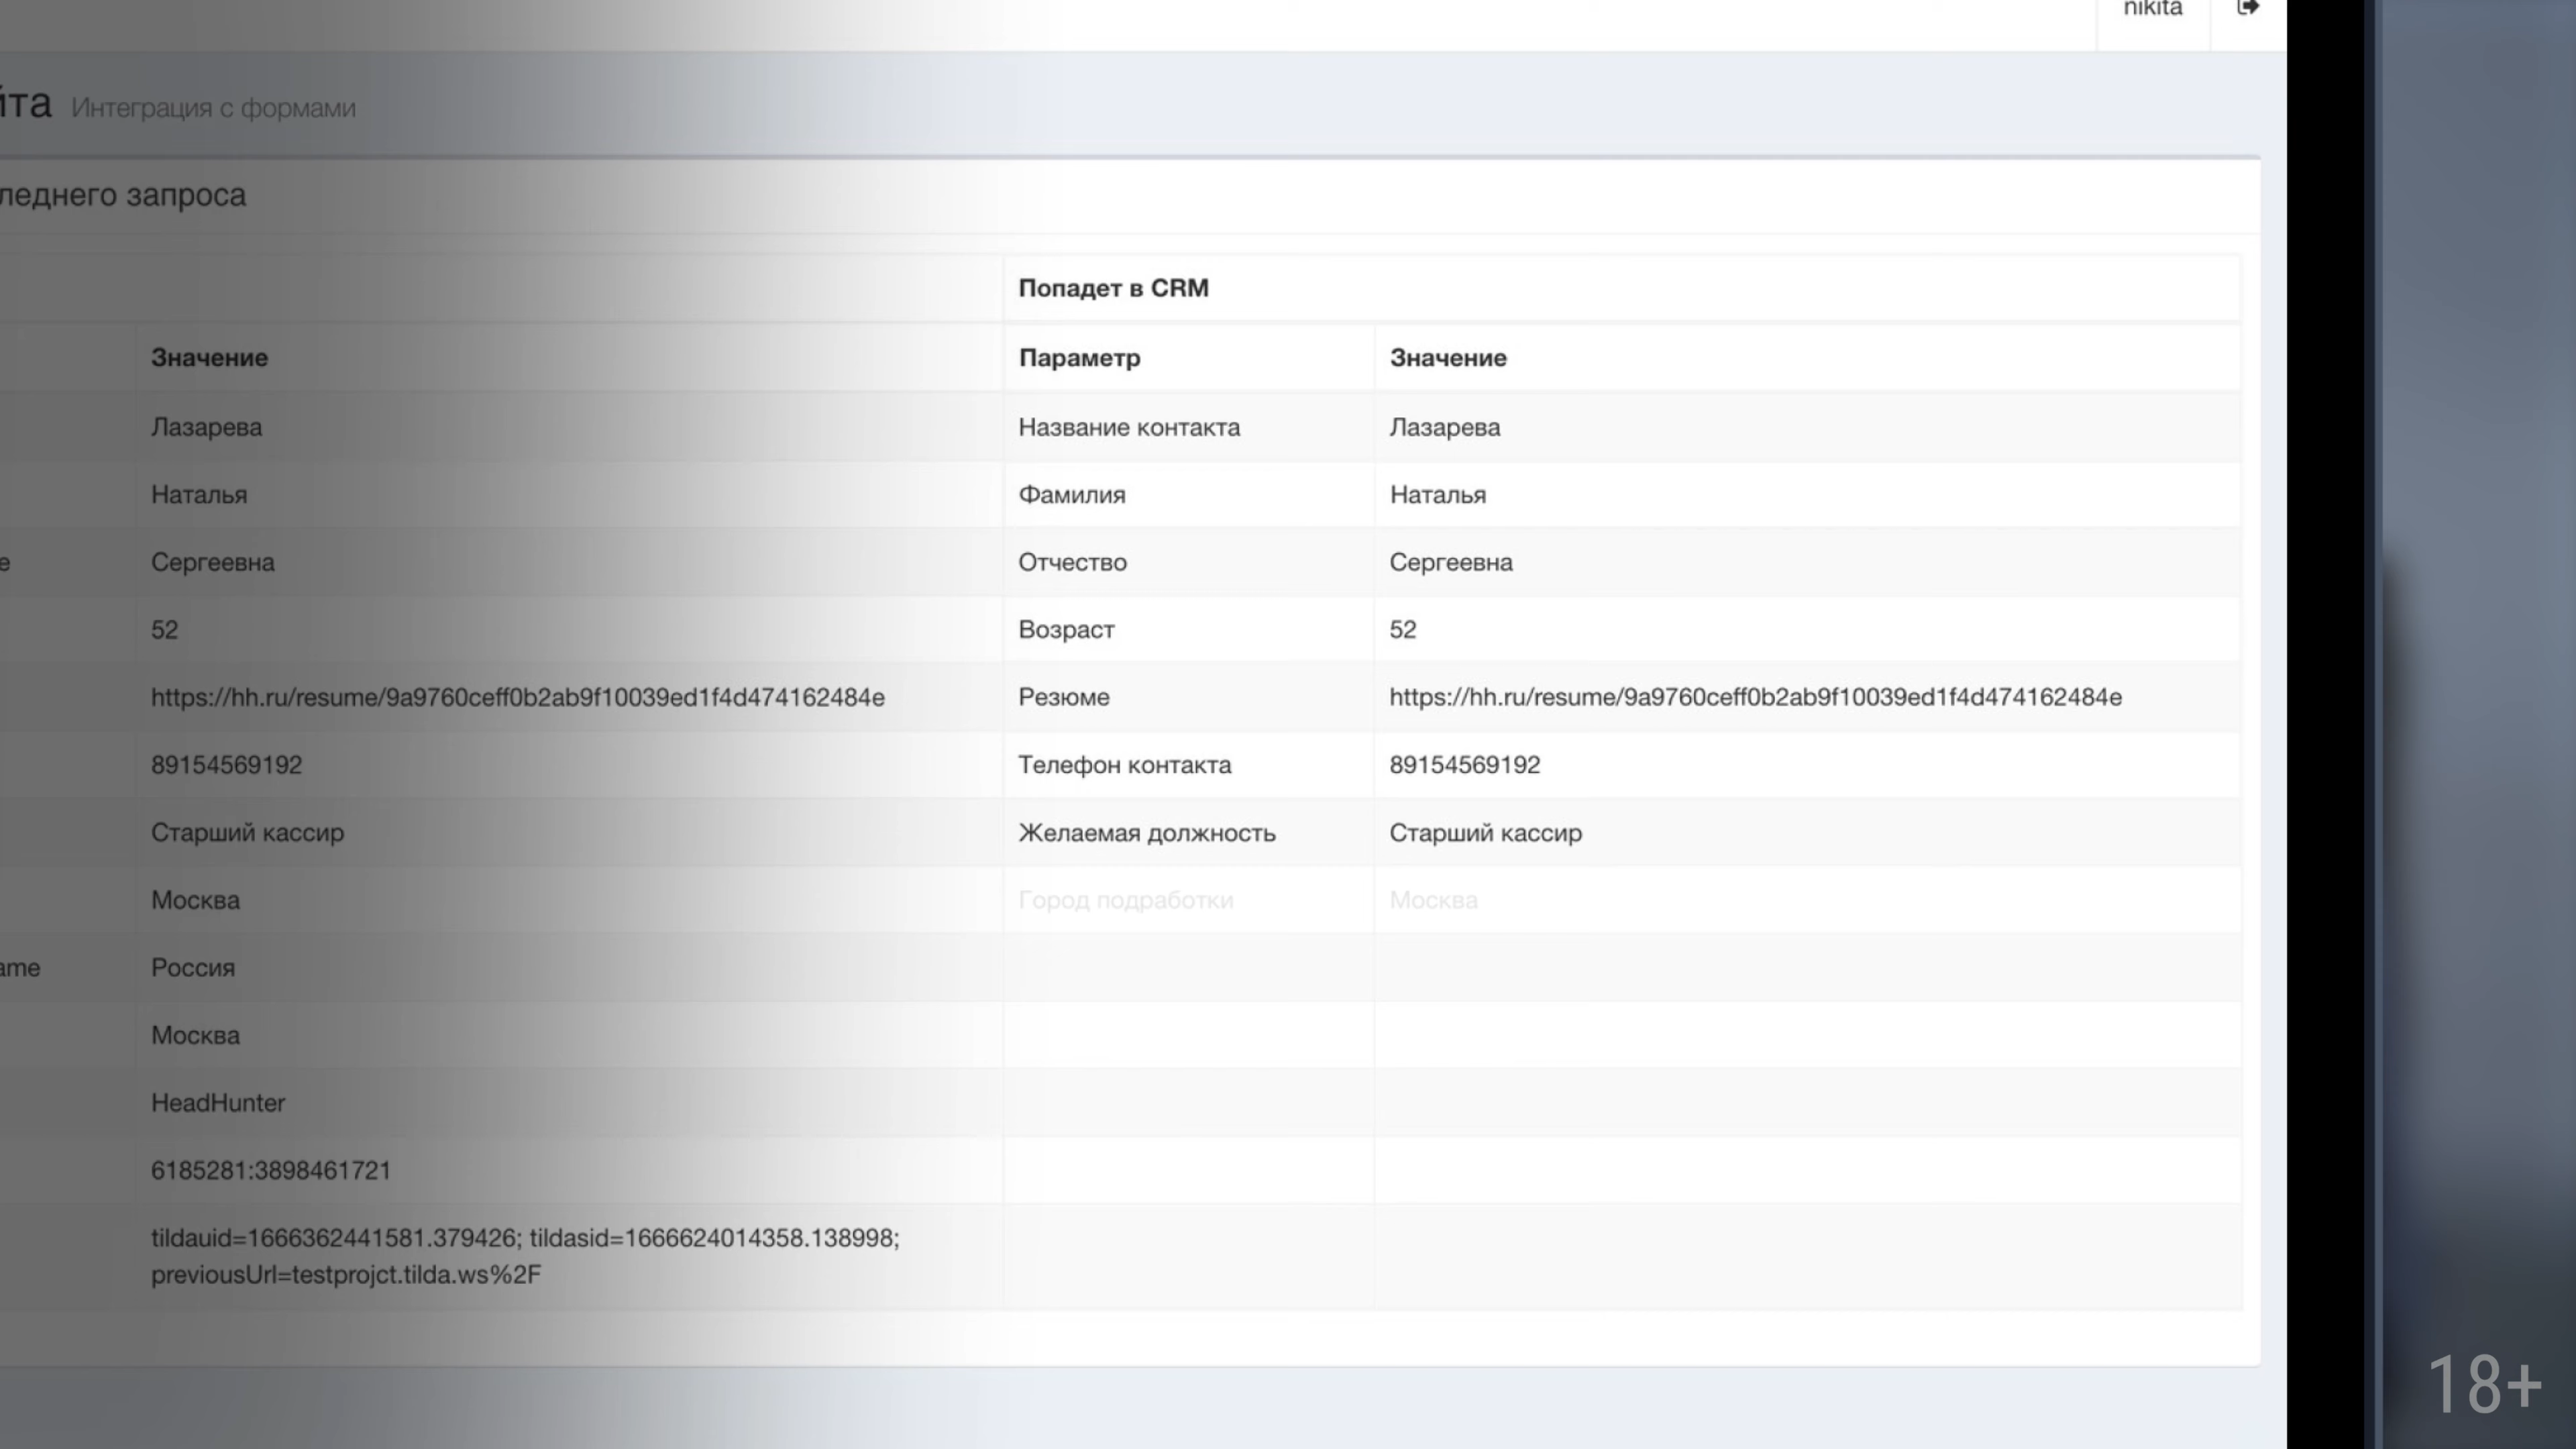 nikita
йта Интеграция с формами
леднего запроса
Попадет в CRM
Значение Параметр Значение
Лазарева Название контакта Лазарева
Наталья Фамилия Наталья
е Сергеевна Отчество Сергеевна
52 Возраст 52
https://hh.ru/resume/9a9760ceff0b2ab9f10039ed1f4d474162484e Резюме https://hh.ru/resume/9a9760ceff0b2ab9f10039ed1f4d474162484e
89154569192 Телефон контакта 89154569192
Старший кассир Желаемая должность Старший кассир
Москва Город подработки Москва
ame Россия
Москва
HeadHunter
6185281:3898461721
tildauid=1666362441581.379426; tildasid=1666624014358.138998;
previousUrl=testprojct.tilda.ws%2F
18+